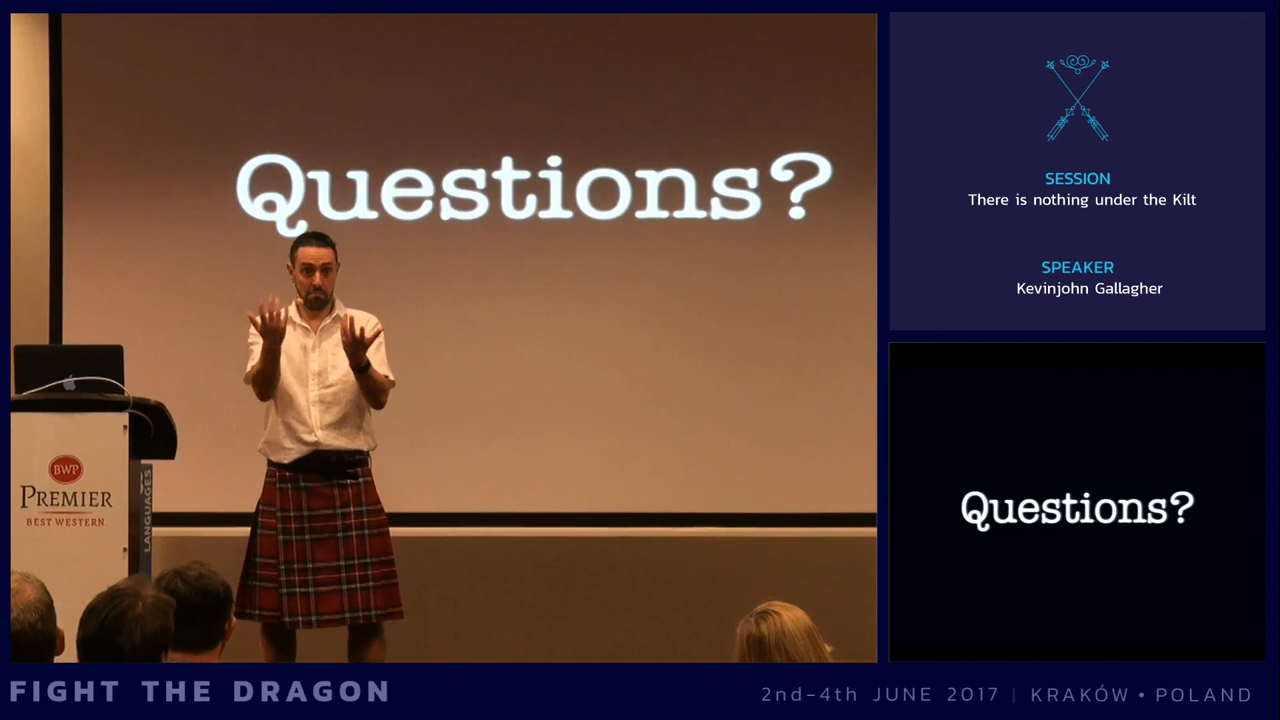 Questions?
BWP
PREMIER
BEST WESTERN.
LANGUAGES
SESSION
There is nothing under the Kilt
SPEAKER
Kevinjohn Gallagher
Questions?
FIGHT THE DRAGON
2nd-4th JUNE 2017 | KRAKÓW • POLAND